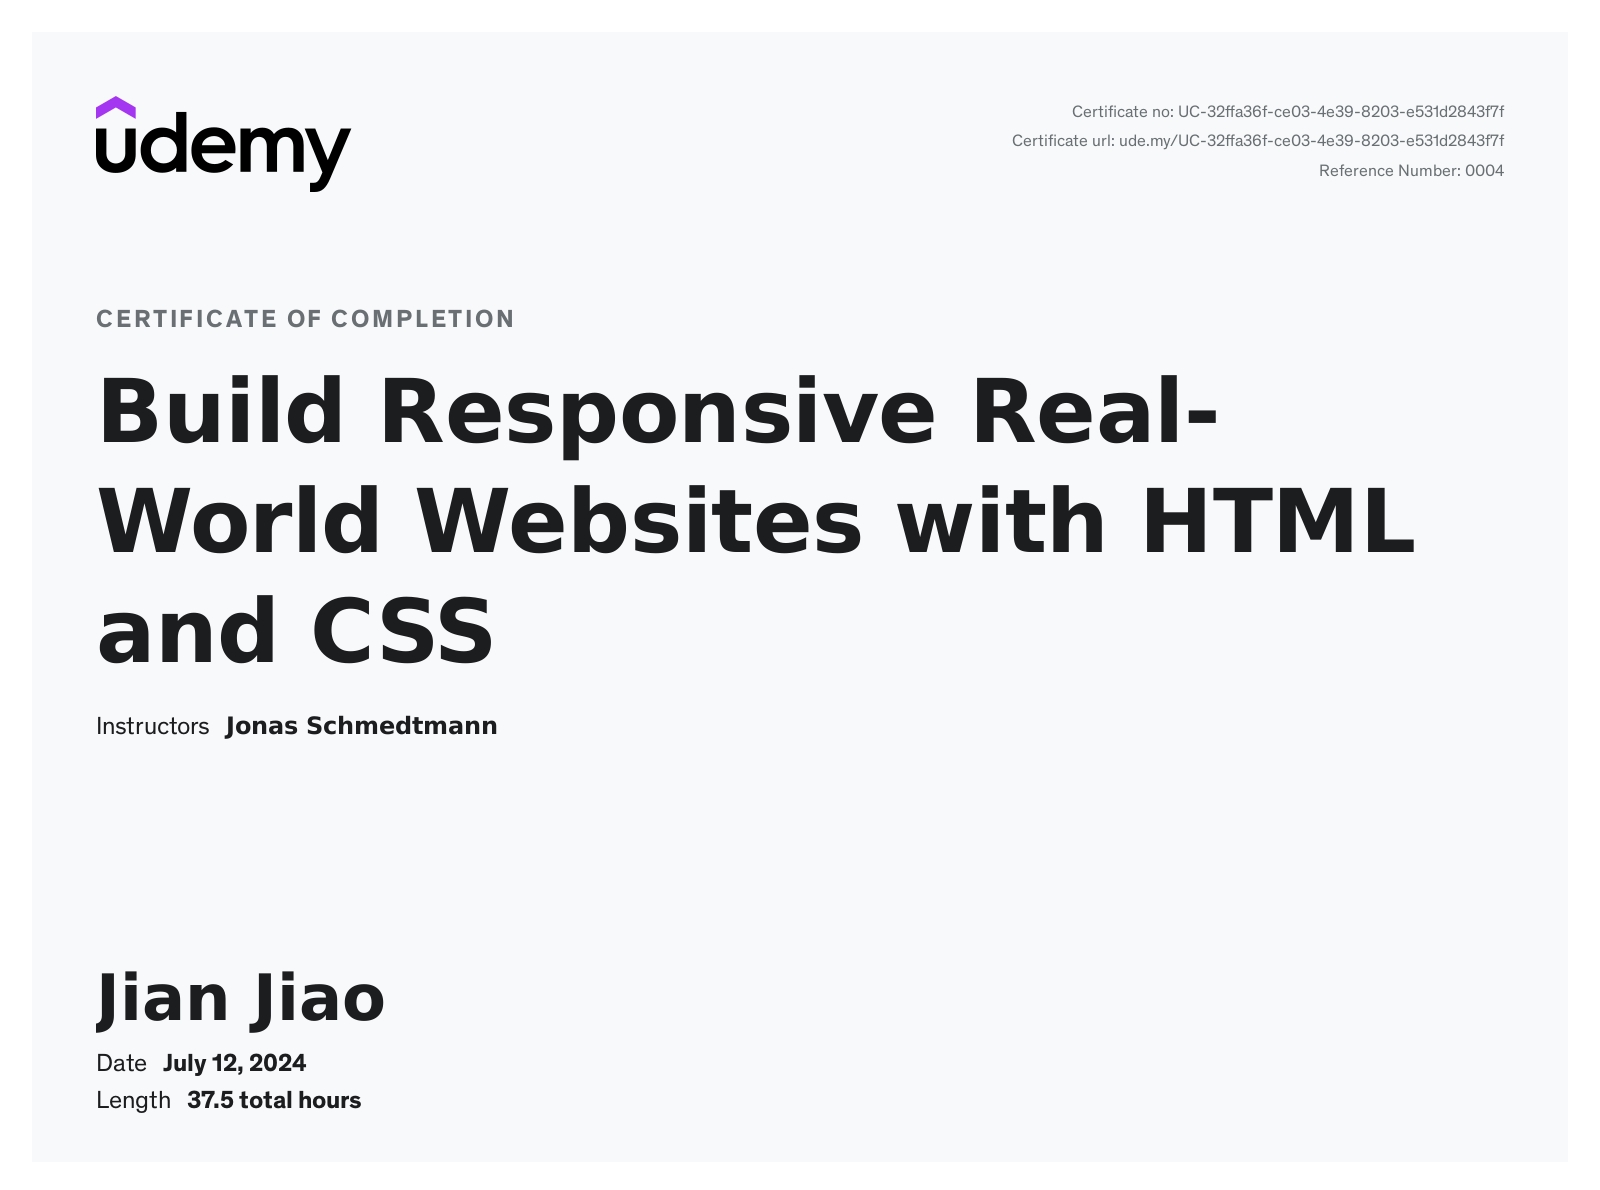 udemy
Certificate no: UC-32ffa36f-ce03-4e39-8203-e531d2843f7f
Certificate url: ude.my/UC-32ffa36f-ce03-4e39-8203-e531d2843f7f
Reference Number: 0004
CERTIFICATE OF COMPLETION
Build Responsive Real-
World Websites with HTML
and CSS
Instructors Jonas Schmedtmann
Jian Jiao
Date July 12, 2024
Length 37.5 total hours